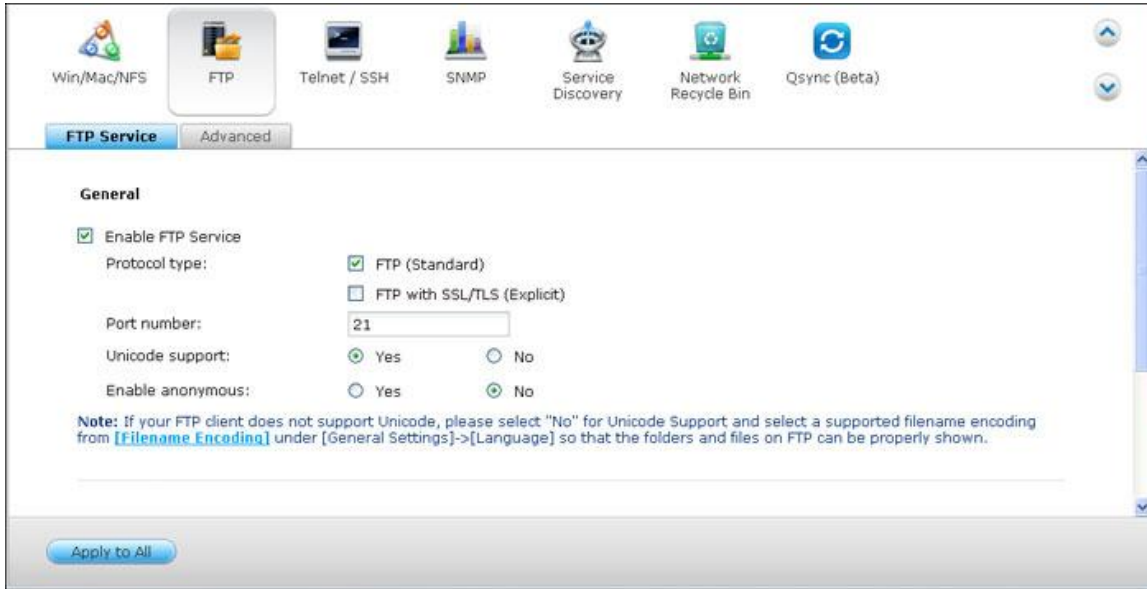 Win/Mac/NFS
FTP
Telnet / SSH
SNMP
Service
Discovery
Network
Recycle Bin
Qsync (Beta)
FTP Service
Advanced
General
Enable FTP Service
Protocol type:
FTP (Standard)
FTP with SSL/TLS (Explicit)
Port number:
21
Unicode support:
Yes
No
Enable anonymous:
Yes
No
Note: If your FTP client does not support Unicode, please select "No" for Unicode Support and select a supported filename encoding
from [Filename Encoding] under [General Settings]->[Language] so that the folders and files on FTP can be properly shown.
Apply to All